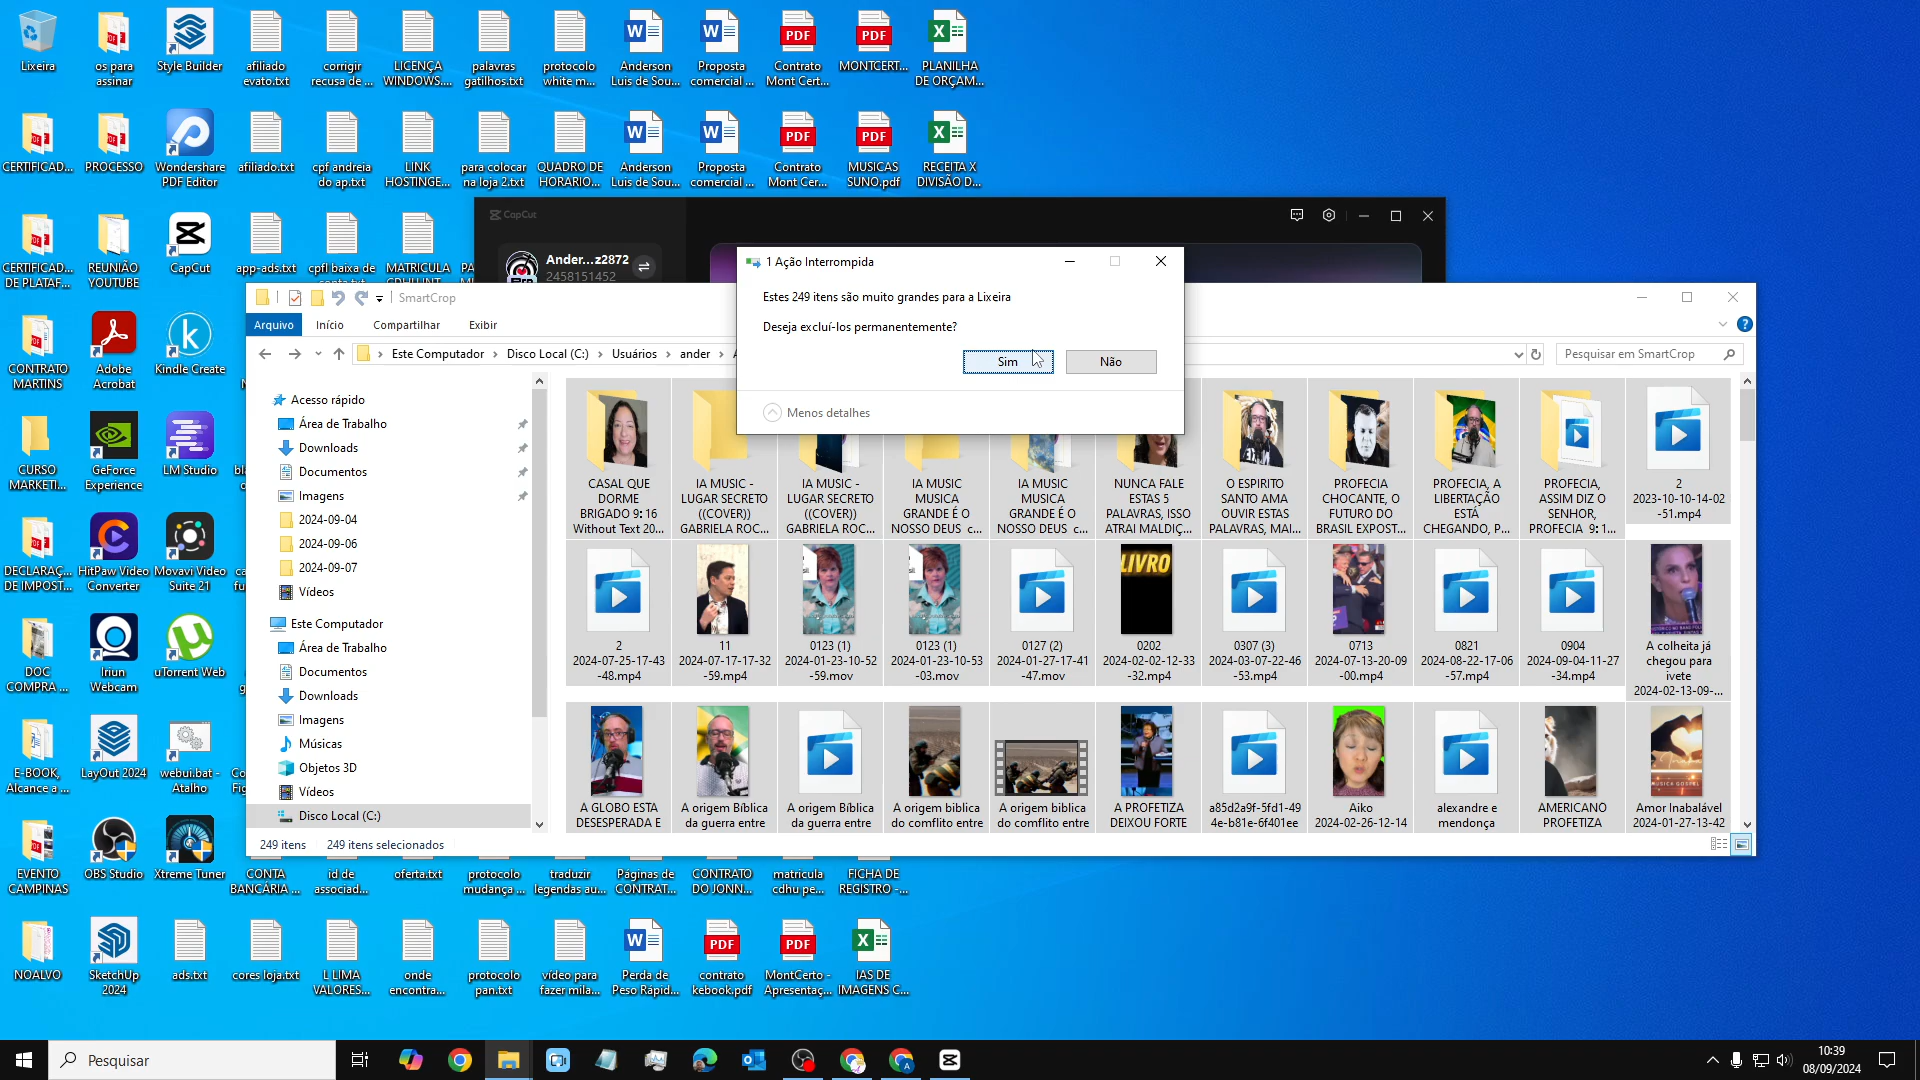 Lixeira
os para
assinar
Style Builder
afiliado
evato.txt
corrigir
recusa de ...
LICENÇA
WINDOWS....
palavras
gatilhos.txt
protocolo
white m...
Anderson
Luis de Sou...
Proposta
comercial ...
Contrato
Mont Cert...
MONTCERT...
PLANILHA
DE ORÇAM...
CERTIFICAD...
PROCESSO
Wondershare
PDF Editor
afiliado.txt
cpf andreia
do ap.txt
LINK
HOSTINGE...
para colocar
na loja 2.txt
QUADRO DE
HORARIO...
Anderson
Luis de Sou...
Proposta
comercial ...
Contrato
Mont Cert...
MUSICAS
SUNO.pdf
RECEITA X
DIVISÃO D...
CERTIFICAD...
DE PLATAF...
REUNIÃO
YOUTUBE
CapCut
app-ads.txt
cpfl baixa de
MATRICULA
CapCut
Ander...z2872
2458151452
CONTRATO
MARTINS
Adobe
Acrobat
Kindle Create
CURSO
MARKETI...
GeForce
Experience
LM Studio
DECLARAÇ...
DE IMPOST...
HitPaw Video
Converter
Movavi Video
Suite 21
DOC
COMPRA ...
Iriun
Webcam
uTorrent Web
E-BOOK,
Alcance a ...
LayOut 2024
webui.bat -
Atalho
EVENTO
CAMPINAS
OBS Studio
Xtreme Tuner
CONTA
BANCÁRIA ...
id de
associad...
oferta.txt
protocolo
mudança ...
traduzir
legendas au...
Páginas de
CONTRAT...
CONTRATO
DO JONN...
matricula
cdhu pe...
FICHA DE
REGISTRO -...
NOALVO
SketchUp
2024
ads.txt
cores loja.txt
L LIMA
VALORES...
onde
encontra...
protocolo
pan.txt
video para
fazer mila...
Perda de
Peso Rápid...
contrato
kebook.pdf
MontCerto -
Apresentaç...
IAS DE
IMAGENS C...
1 Ação Interrompida
Estes 249 itens são muito grandes para a Lixeira
Deseja excluí-los permanentemente?
Sim
Não
Menos detalhes
SmartCrop
Arquivo
Início
Compartilhar
Exibir
Este Computador
Disco Local (C:)
Usuários
ander
Pesquisar em SmartCrop
Acesso rápido
Área de Trabalho
Downloads
Documentos
Imagens
2024-09-04
2024-09-06
2024-09-07
Vídeos
Este Computador
Área de Trabalho
Documentos
Downloads
Imagens
Músicas
Objetos 3D
Vídeos
Disco Local (C:)
CASAL QUE
DORME
BRIGADO 9: 16
Without Text 20...
IA MUSIC -
LUGAR SECRETO
((COVER))
GABRIELA ROC...
IA MUSIC -
LUGAR SECRETO
((COVER))
GABRIELA ROC...
IA MUSIC
MUSICA
GRANDE É O
NOSSO DEUS c...
IA MUSIC
MUSICA
GRANDE É O
NOSSO DEUS c...
NUNCA FALE
ESTAS 5
PALAVRAS, ISSO
ATRAI MALDIÇ...
O ESPIRITO
SANTO AMA
OUVIR ESTAS
PALAVRAS, MAI...
PROFECIA
CHOCANTE, O
FUTURO DO
BRASIL EXPOST...
PROFECIA, A
LIBERTAÇÃO
ESTÁ
CHEGANDO, P...
PROFECIA,
ASSIM DIZ O
SENHOR,
PROFECIA 9: 1...
2
2023-10-10-14-02
-51.mp4
2
2024-07-25-17-43
-48.mp4
11
2024-07-17-17-32
-59.mp4
0123 (1)
2024-01-23-10-52
-59.mov
0123 (1)
2024-01-23-10-53
-03.mov
0127 (2)
2024-01-27-17-41
-47.mov
LIVRO
0202
2024-02-02-12-33
-32.mp4
0307 (3)
2024-03-07-22-46
-53.mp4
0713
2024-07-13-20-09
-00.mp4
0821
2024-08-22-17-06
-57.mp4
0904
2024-09-04-11-27
-34.mp4
A colheita já
chegou para
ivete
2024-02-13-09-...
A GLOBO ESTA
DESESPERADA E
A origem Bíblica
da guerra entre
A origem Bíblica
da guerra entre
A origem biblica
do comflito entre
A origem biblica
do comflito entre
A PROFETIZA
DEIXOU FORTE
a85d2a9f-5fd1-49
4e-b81e-6f401ee
Aiko
2024-02-26-12-14
alexandre e
mendonça
AMERICANO
PROFETIZA
Amor Inabalável
2024-01-27-13-42
249 itens
249 itens selecionados
Pesquisar
10:39
08/09/2024